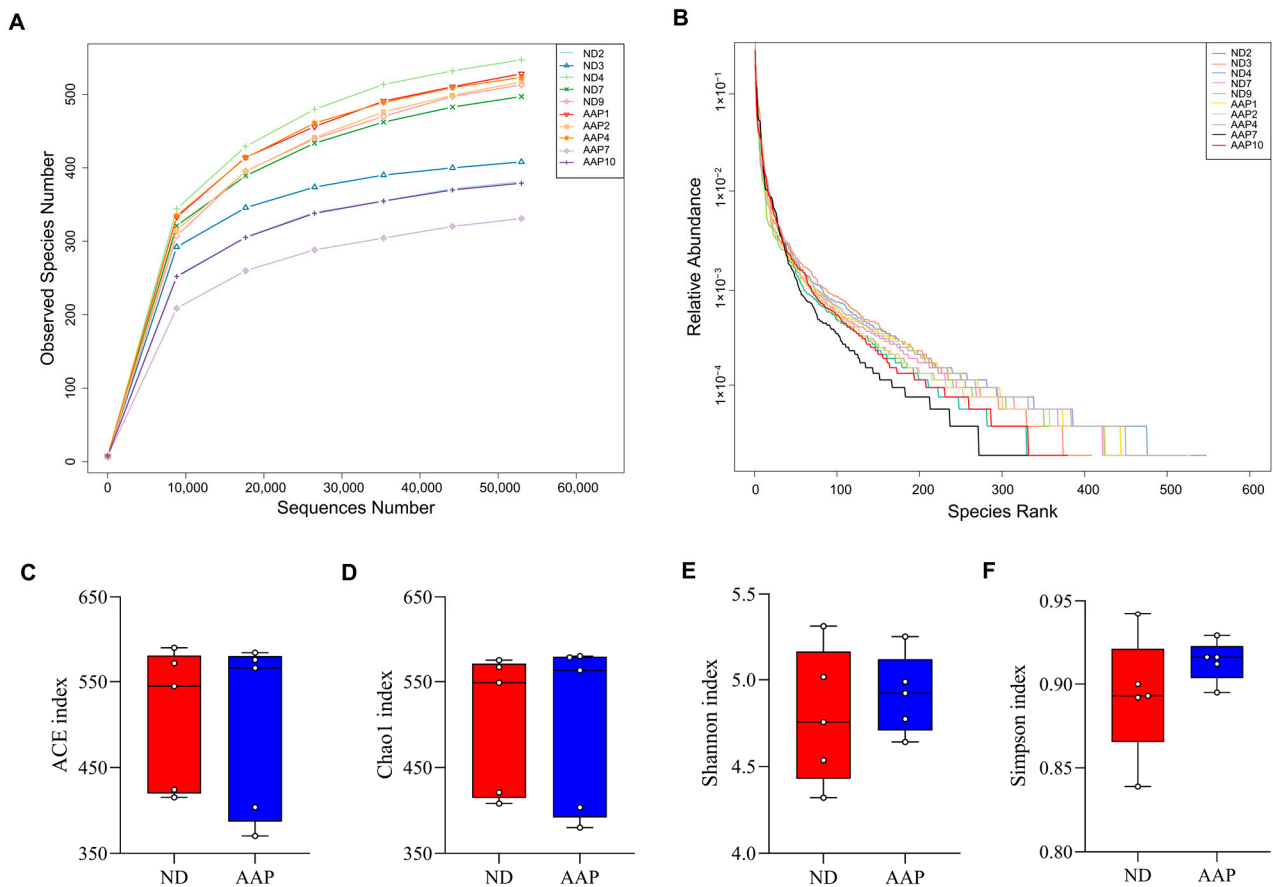 A
ND2
ND3
ND4
ND7
ND9
AAP1
AAP2
AAP4
AAP7
AAP10
500
400
300
200
100
0
Observed Species Number
0
10,000
20,000
30,000
40,000
50,000
60,000
Sequences Number
B
ND2
ND3
ND4
ND7
ND9
AAP1
AAP2
AAP4
AAP7
AAP10
1×10⁻¹
1×10⁻²
1×10⁻³
1×10⁻⁴
Relative Abundance
0
100
200
300
400
500
600
Species Rank
C
650
550
450
350
ACE index
ND
AAP
D
650
550
450
350
Chao1 index
ND
AAP
E
5.5
5.0
4.5
4.0
Shannon index
ND
AAP
F
0.95
0.90
0.85
0.80
Simpson index
ND
AAP